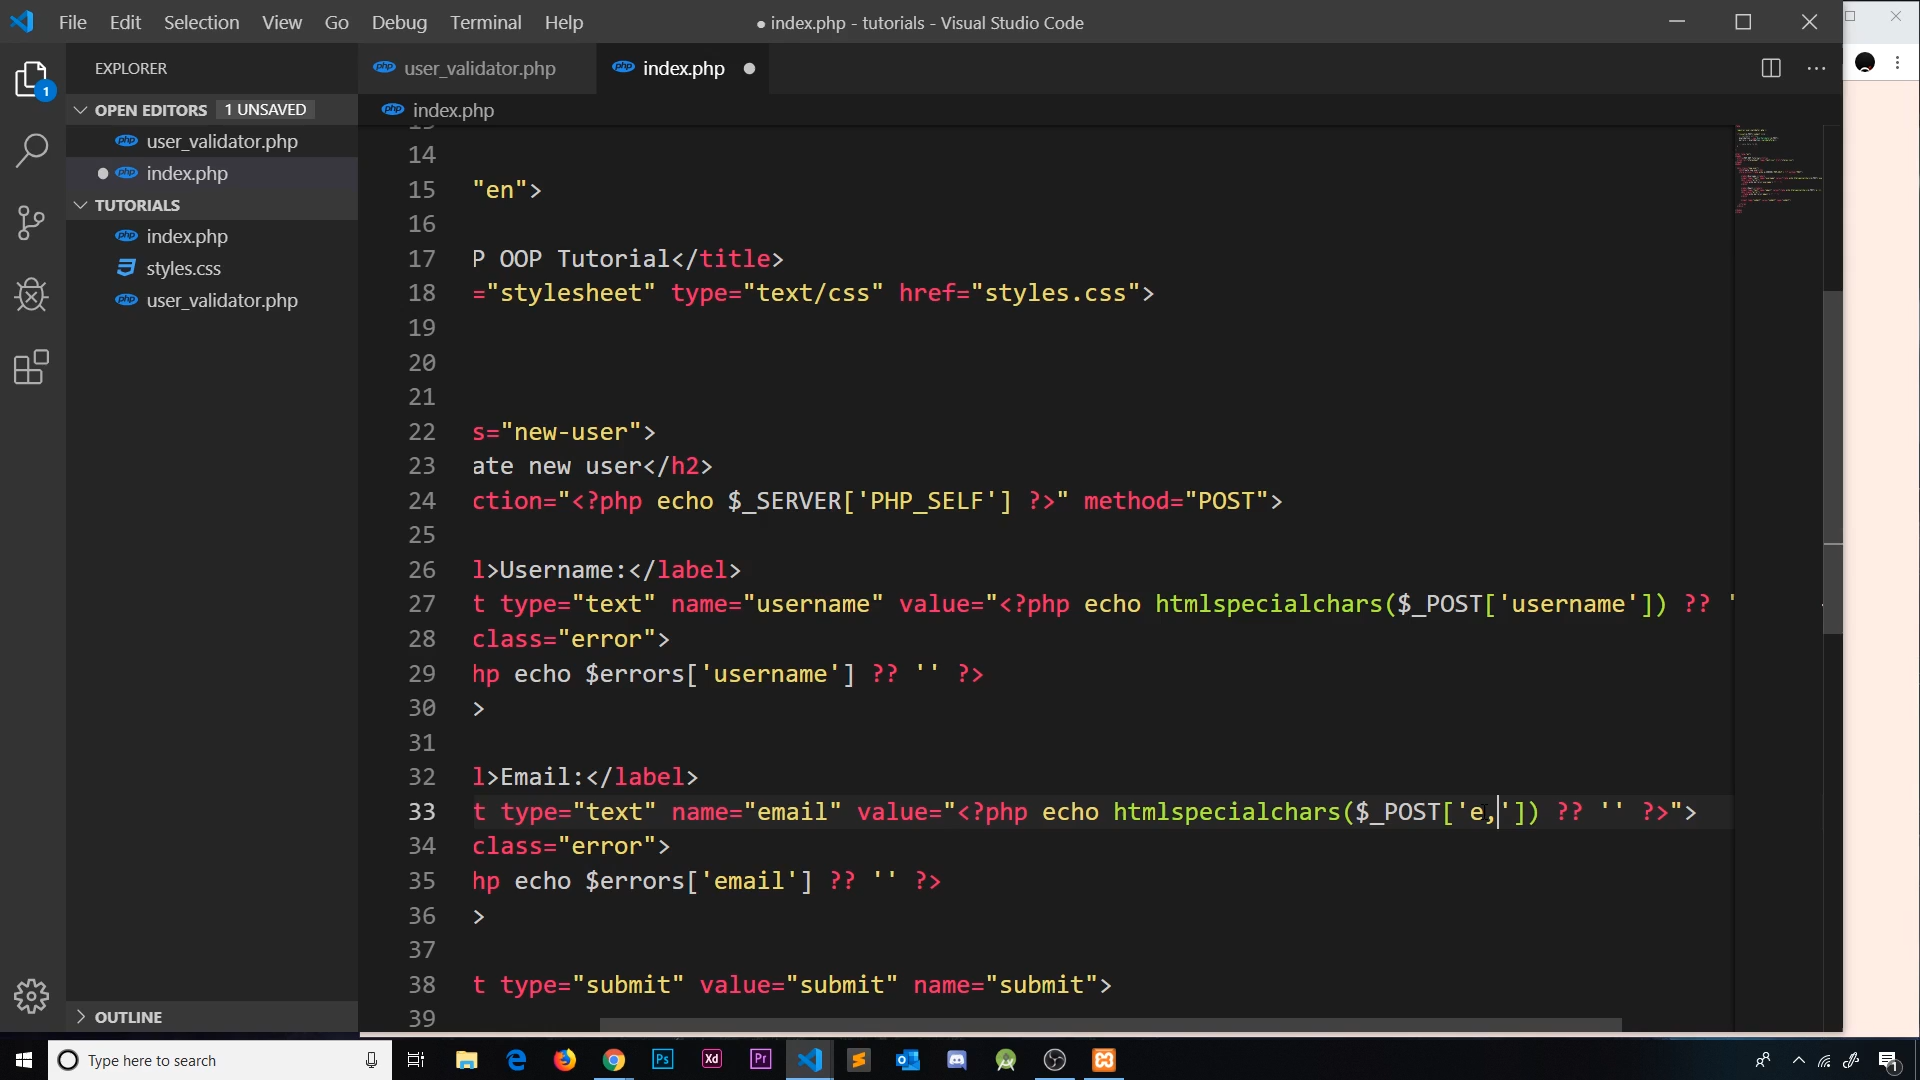 File Edit Selection View Go Debug Terminal Help
● index.php - tutorials - Visual Studio Code
EXPLORER
user_validator.php
index.php
OPEN EDITORS 1 UNSAVED
index.php
user_validator.php
index.php
TUTORIALS
index.php
styles.css
user_validator.php
14
15 "en">
16
17 P OOP Tutorial</title>
18 ="stylesheet" type="text/css" href="styles.css">
19
20
21
22 s="new-user">
23 ate new user</h2>
24 ction="<?php echo $_SERVER['PHP_SELF'] ?>" method="POST">
25
26 l>Username:</label>
27 t type="text" name="username" value="<?php echo htmlspecialchars($_POST['username']) ?? '
28 class="error">
29 hp echo $errors['username'] ?? '' ?>
30 >
31
32 l>Email:</label>
33 t type="text" name="email" value="<?php echo htmlspecialchars($_POST['e,']) ?? '' ?>">
34 class="error">
35 hp echo $errors['email'] ?? '' ?>
36 >
37
38 t type="submit" value="submit" name="submit">
39
OUTLINE
Type here to search
Ps
Xd
Pr
1
1